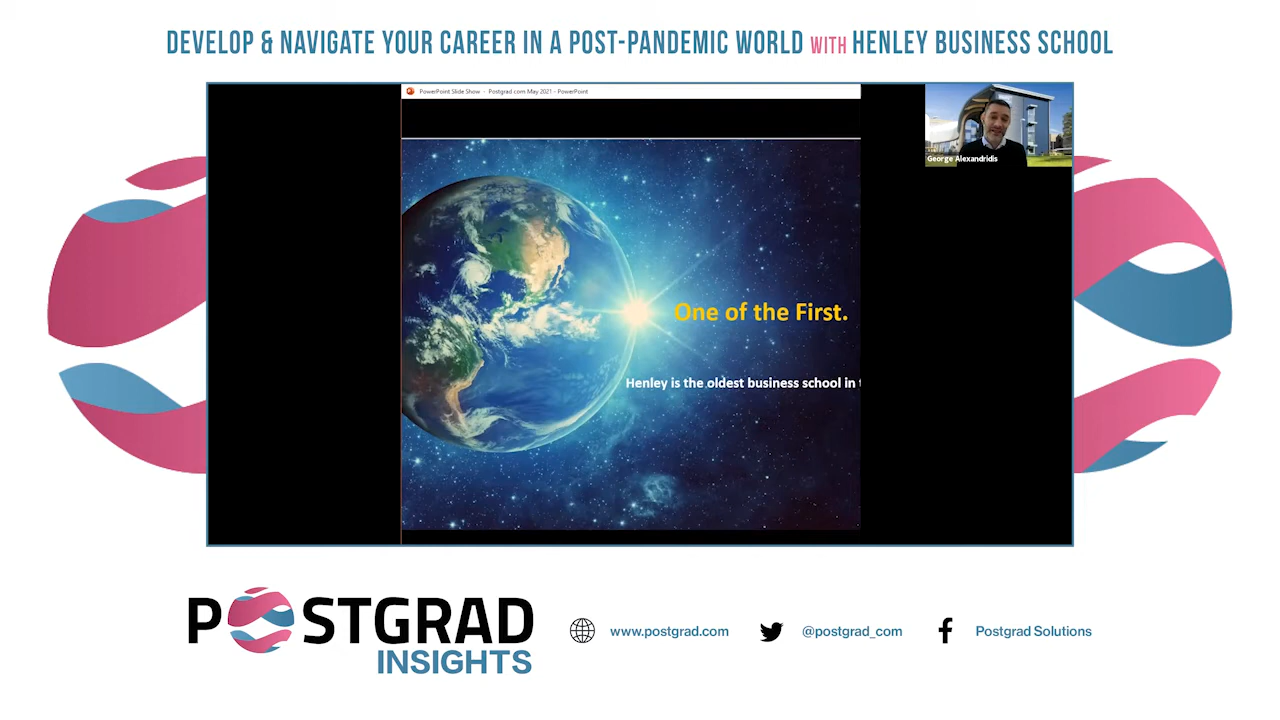 DEVELOP & NAVIGATE YOUR CAREER IN A POST-PANDEMIC WORLD WITH HENLEY BUSINESS SCHOOL
PowerPoint Slide Show - Postgrad com May 2021 - PowerPoint
George Alexandridis
One of the First.
Henley is the oldest business school in
POSTGRAD
INSIGHTS
www.postgrad.com
@postgrad_com
Postgrad Solutions